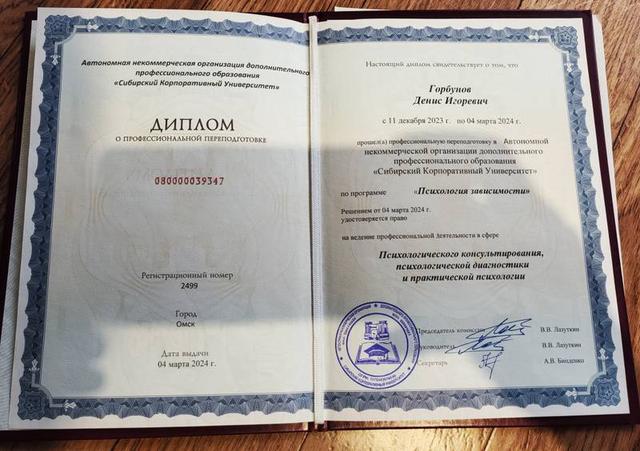 Автономная некоммерческая организация дополнительного
профессионального образования
«Сибирский Корпоративный Университет»
ДИПЛОМ
О ПРОФЕССИОНАЛЬНОЙ ПЕРЕПОДГОТОВКЕ
080000039347
Регистрационный номер
2499
Город
Омск
Дата выдачи
04 марта 2024 г.
Настоящий диплом свидетельствует о том, что
Горбунов
Денис Игоревич
с 11 декабря 2023 г. по 04 марта 2024 г.
прошел(а) профессиональную переподготовку в Автономной
некоммерческой организации дополнительного
профессионального образования
«Сибирский Корпоративный Университет»
по программе «Психология зависимости»
Решением от 04 марта 2024 г.
удостоверяется право
на ведение профессиональной деятельности в сфере
Психологического консультирования,
психологической диагностики
и практической психологии
Председатель комиссии В.В. Лазуткин
Руководитель В.В. Лазуткин
Секретарь А.В.